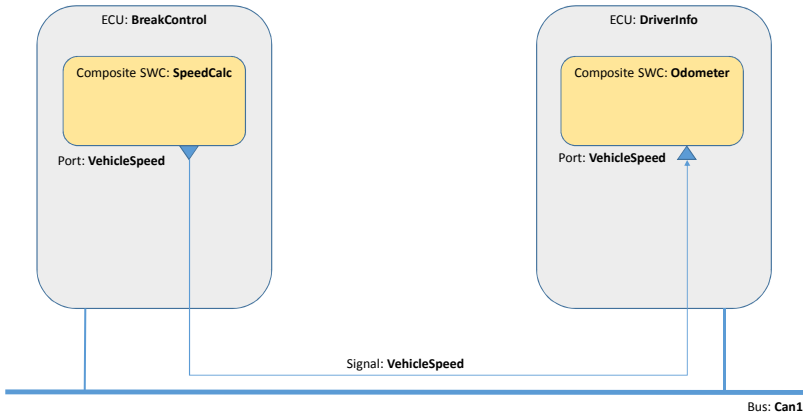 ECU: BreakControl
Composite SWC: SpeedCalc
Port: VehicleSpeed
ECU: DriverInfo
Composite SWC: Odometer
Port: VehicleSpeed
Signal: VehicleSpeed
Bus: Can1